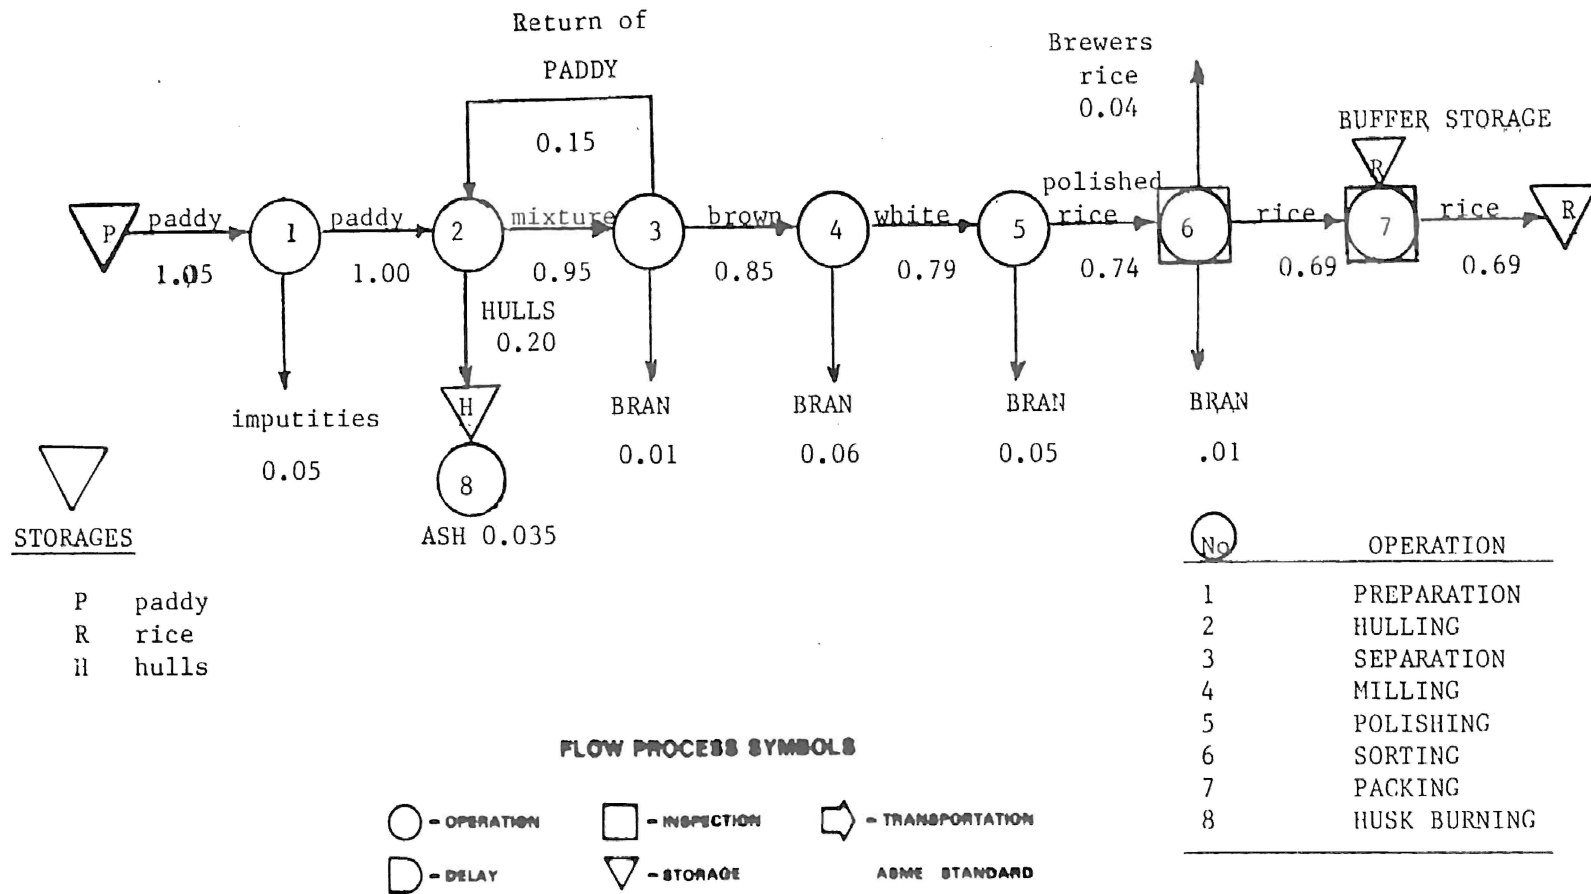 Return of
PADDY
0.15
Brewers
rice
0.04
BUFFER STORAGE
R
P
paddy
1.05
1
paddy
1.00
2
mixture
0.95
3
brown
0.85
4
white
0.79
5
polished
rice
0.74
6
rice
0.69
7
rice
0.69
R
HULLS
0.20
H
8
ASH 0.035
imputities
0.05
BRAN
0.01
BRAN
0.06
BRAN
0.05
BRAN
.01
STORAGES
P paddy
R rice
H hulls
No OPERATION
1 PREPARATION
2 HULLING
3 SEPARATION
4 MILLING
5 POLISHING
6 SORTING
7 PACKING
8 HUSK BURNING
FLOW PROCESS SYMBOLS
- OPERATION
- INSPECTION
- TRANSPORTATION
- DELAY
- STORAGE
ASME STANDARD